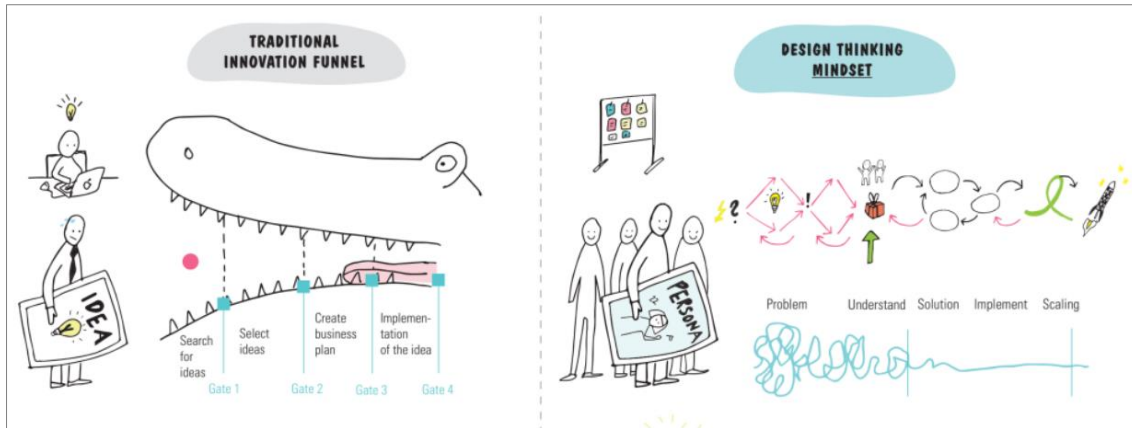 TRADITIONAL
INNOVATION FUNNEL
IDEA
Search
for
ideas
Select
ideas
Create
business
plan
Implemen-
tation
of the idea
Gate 1
Gate 2
Gate 3
Gate 4
DESIGN THINKING
MINDSET
?
!
PERSONA
Problem
Understand
Solution
Implement
Scaling